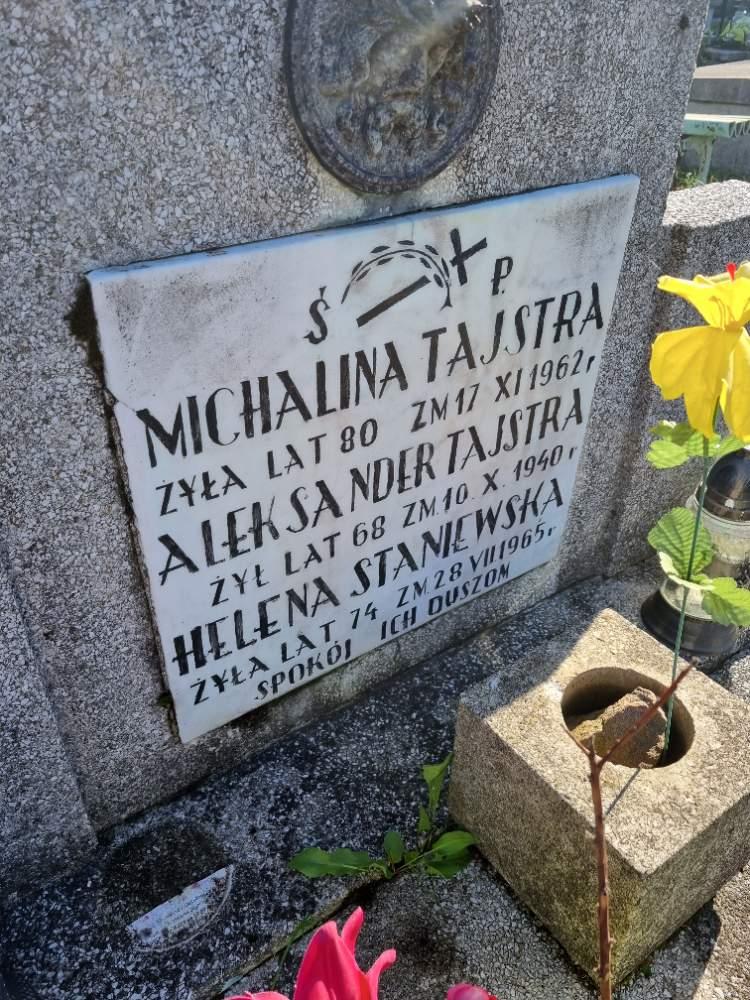 Ś P
MICHALINA TAJSTRA
ŻYŁA LAT 80 ZM 17 XI 1962 r
ALEKSANDER TAJSTRA
ŻYŁ LAT 68 ZM. 10. X. 1940 r.
HELENA STANIEWSKA
ŻYŁA LAT 74 ZM. 28 VII 1965 r
SPOKÓJ ICH DUSZOM